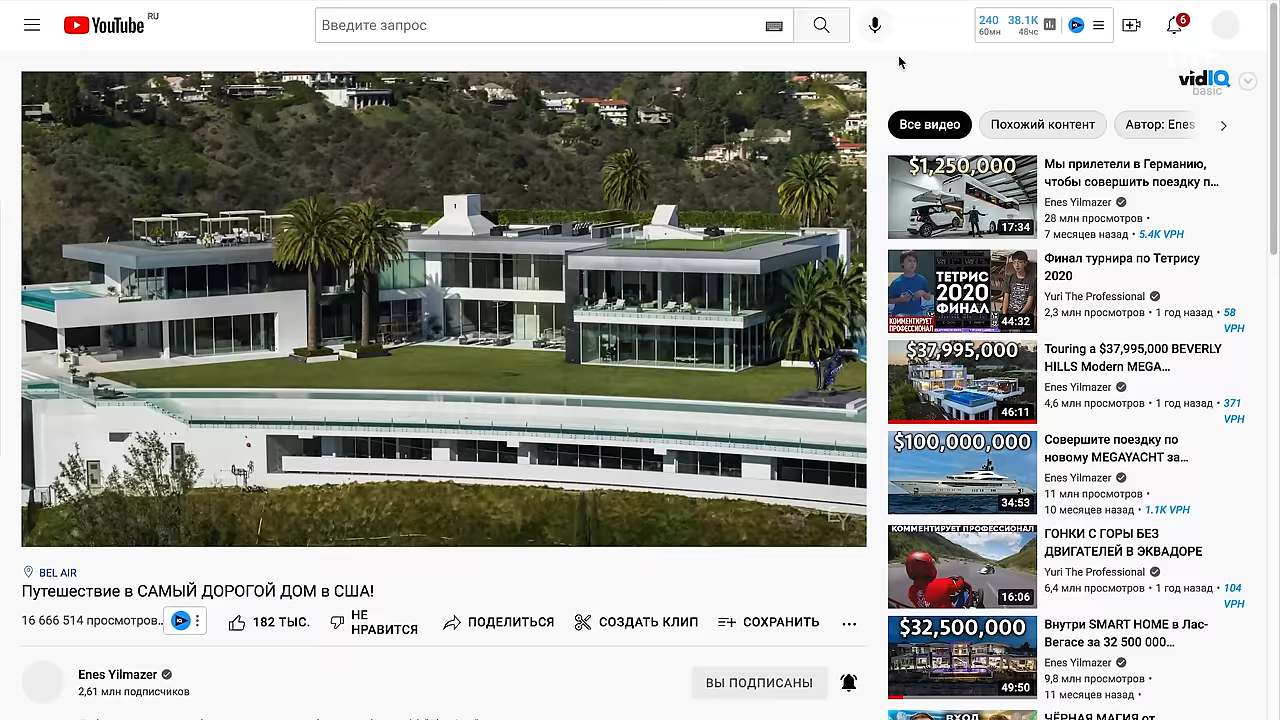 YouTube RU
Введите запрос
240 38.1K
60мн 48чс
6
vidIQ
basic
Все видео Похожий контент Автор: Enes
$1,250,000
17:34
Мы прилетели в Германию,
чтобы совершить поездку п...
Enes Yilmazer
28 млн просмотров •
7 месяцев назад • 5.4K VPH
ТЕТРИС
2020
ФИНАЛ
КОММЕНТИРУЕТ
ПРОФЕССИОНАЛ
44:32
Финал турнира по Тетрису
2020
Yuri The Professional
2,3 млн просмотров • 1 год назад • 58
VPH
$37,995,000
46:11
Touring a $37,995,000 BEVERLY
HILLS Modern MEGA...
Enes Yilmazer
4,6 млн просмотров • 1 год назад • 371
VPH
$100,000,000
34:53
Совершите поездку по
новому MEGAYACHT за...
Enes Yilmazer
11 млн просмотров •
10 месяцев назад • 1.1K VPH
КОММЕНТИРУЕТ ПРОФЕССИОНАЛ
16:06
ГОНКИ С ГОРЫ БЕЗ
ДВИГАТЕЛЕЙ В ЭКВАДОРЕ
Yuri The Professional
6,4 млн просмотров • 1 год назад • 104
VPH
$32,500,000
49:50
Внутри SMART HOME в Лас-
Вегасе за 32 500 000...
Enes Yilmazer
9,8 млн просмотров •
11 месяцев назад •
ВХОД
ЧЁРНАЯ МАГИЯ от
EY
BEL AIR
Путешествие в САМЫЙ ДОРОГОЙ ДОМ в США!
16 666 514 просмотров..
182 ТЫС.
НЕ
НРАВИТСЯ
ПОДЕЛИТЬСЯ
СОЗДАТЬ КЛИП
СОХРАНИТЬ
Enes Yilmazer
2,61 млн подписчиков
ВЫ ПОДПИСАНЫ